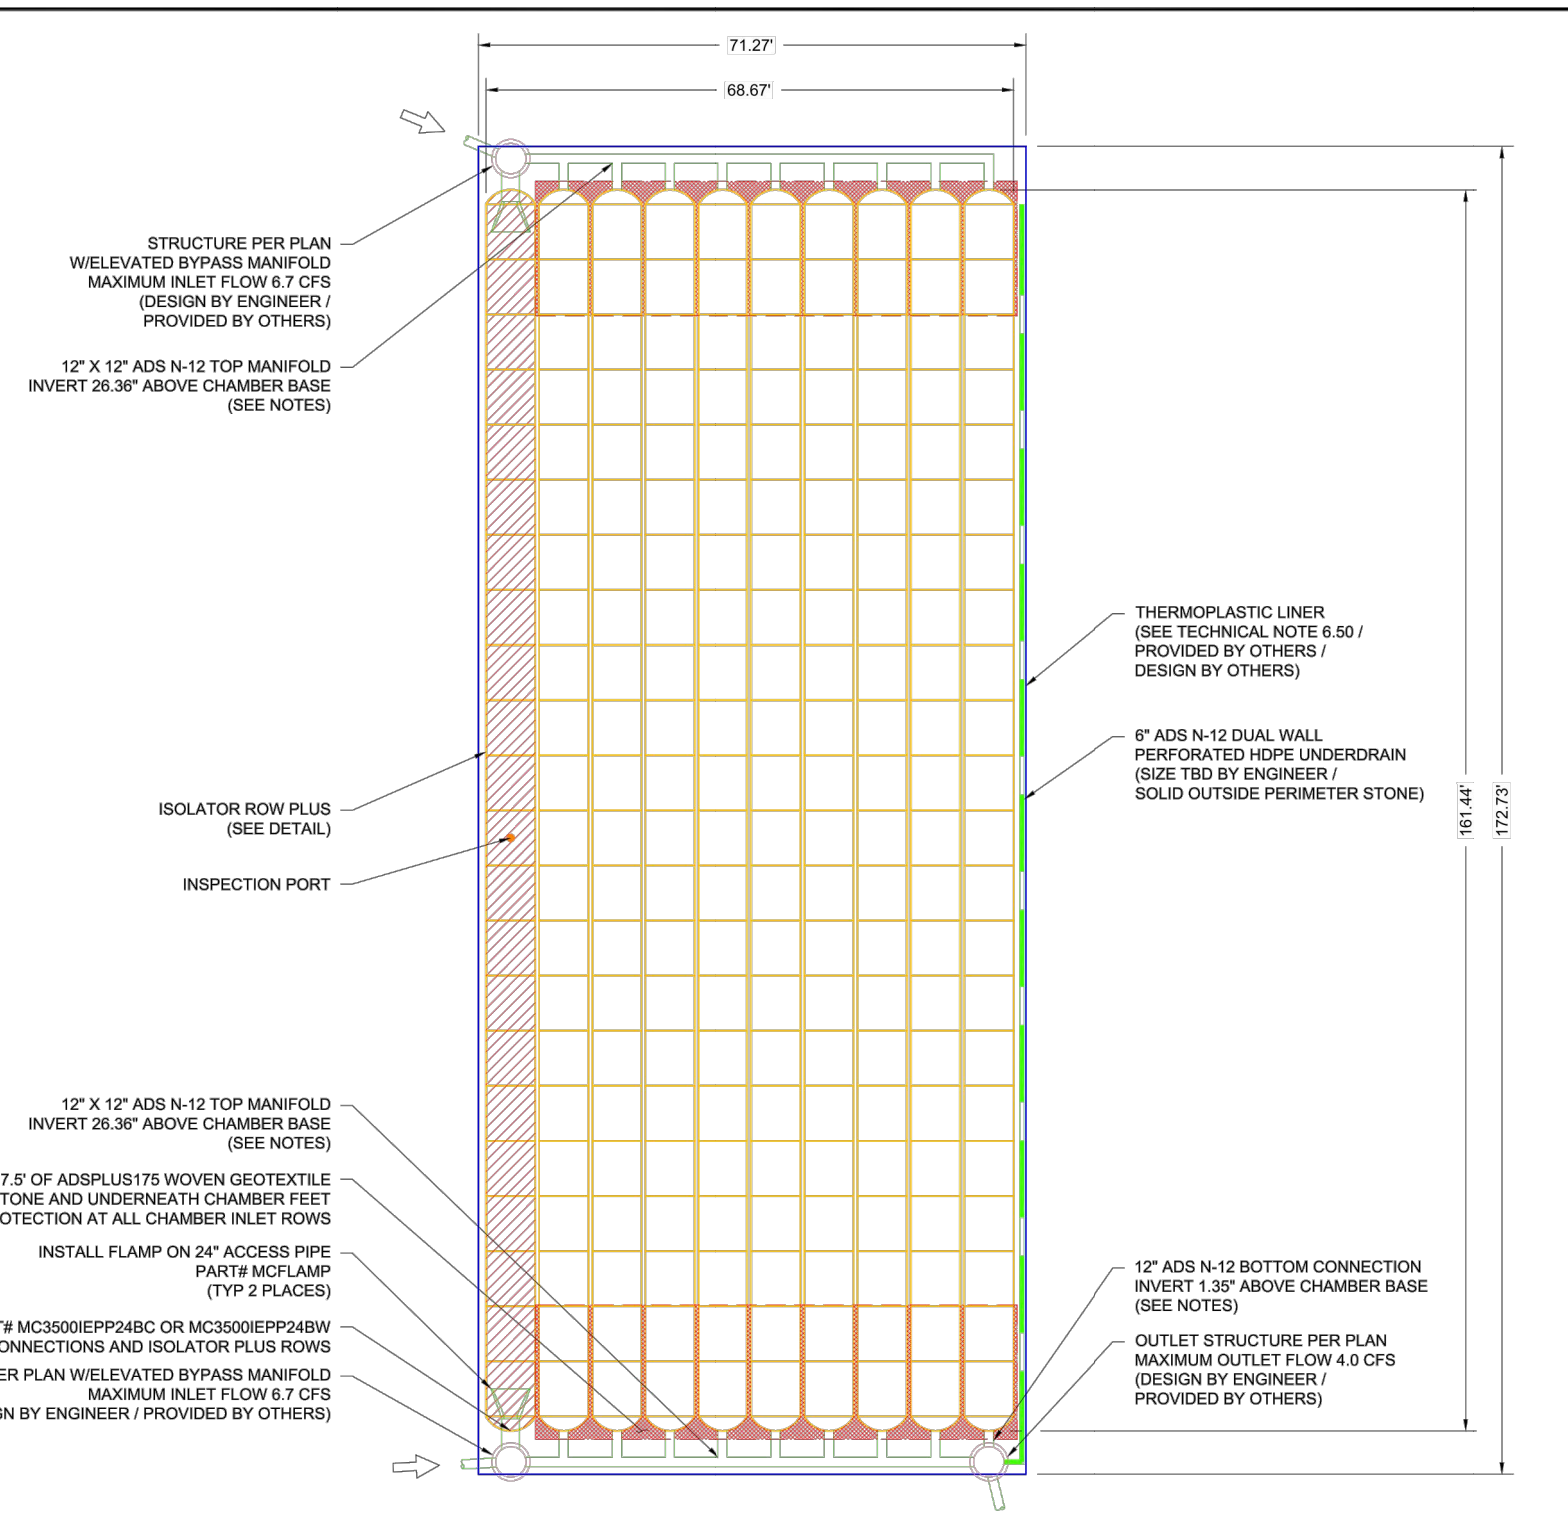 71.27'
68.67'
STRUCTURE PER PLAN
W/ELEVATED BYPASS MANIFOLD
MAXIMUM INLET FLOW 6.7 CFS
(DESIGN BY ENGINEER /
PROVIDED BY OTHERS)
12" X 12" ADS N-12 TOP MANIFOLD
INVERT 26.36" ABOVE CHAMBER BASE
(SEE NOTES)
THERMOPLASTIC LINER
(SEE TECHNICAL NOTE 6.50 /
PROVIDED BY OTHERS /
DESIGN BY OTHERS)
6" ADS N-12 DUAL WALL
PERFORATED HDPE UNDERDRAIN
(SIZE TBD BY ENGINEER /
SOLID OUTSIDE PERIMETER STONE)
161.44'
172.73'
ISOLATOR ROW PLUS
(SEE DETAIL)
INSPECTION PORT
12" X 12" ADS N-12 TOP MANIFOLD
INVERT 26.36" ABOVE CHAMBER BASE
(SEE NOTES)
7.5' OF ADSPLUS175 WOVEN GEOTEXTILE
TONE AND UNDERNEATH CHAMBER FEET
OTECTION AT ALL CHAMBER INLET ROWS
INSTALL FLAMP ON 24" ACCESS PIPE
PART# MCFLAMP
(TYP 2 PLACES)
# MC3500IEPP24BC OR MC3500IEPP24BW
ONNECTIONS AND ISOLATOR PLUS ROWS
ER PLAN W/ELEVATED BYPASS MANIFOLD
MAXIMUM INLET FLOW 6.7 CFS
GN BY ENGINEER / PROVIDED BY OTHERS)
12" ADS N-12 BOTTOM CONNECTION
INVERT 1.35" ABOVE CHAMBER BASE
(SEE NOTES)
OUTLET STRUCTURE PER PLAN
MAXIMUM OUTLET FLOW 4.0 CFS
(DESIGN BY ENGINEER /
PROVIDED BY OTHERS)